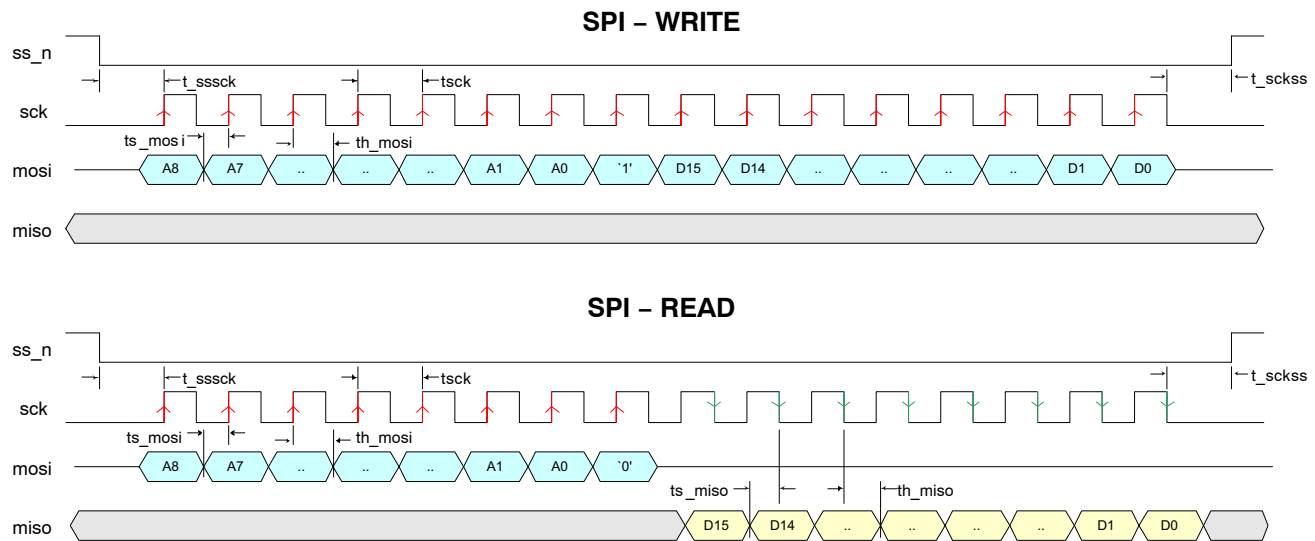 SPI – WRITE
ss_n
t_sssck tsck t_sckss
sck
ts_mosi th_mosi
mosi A8 A7 .. .. .. A1 A0 `1' D15 D14 .. .. .. .. D1 D0
miso
SPI – READ
ss_n
t_sssck tsck t_sckss
sck
ts_mosi th_mosi
mosi A8 A7 .. .. .. A1 A0 `0'
ts_miso th_miso
miso D15 D14 .. .. .. .. D1 D0